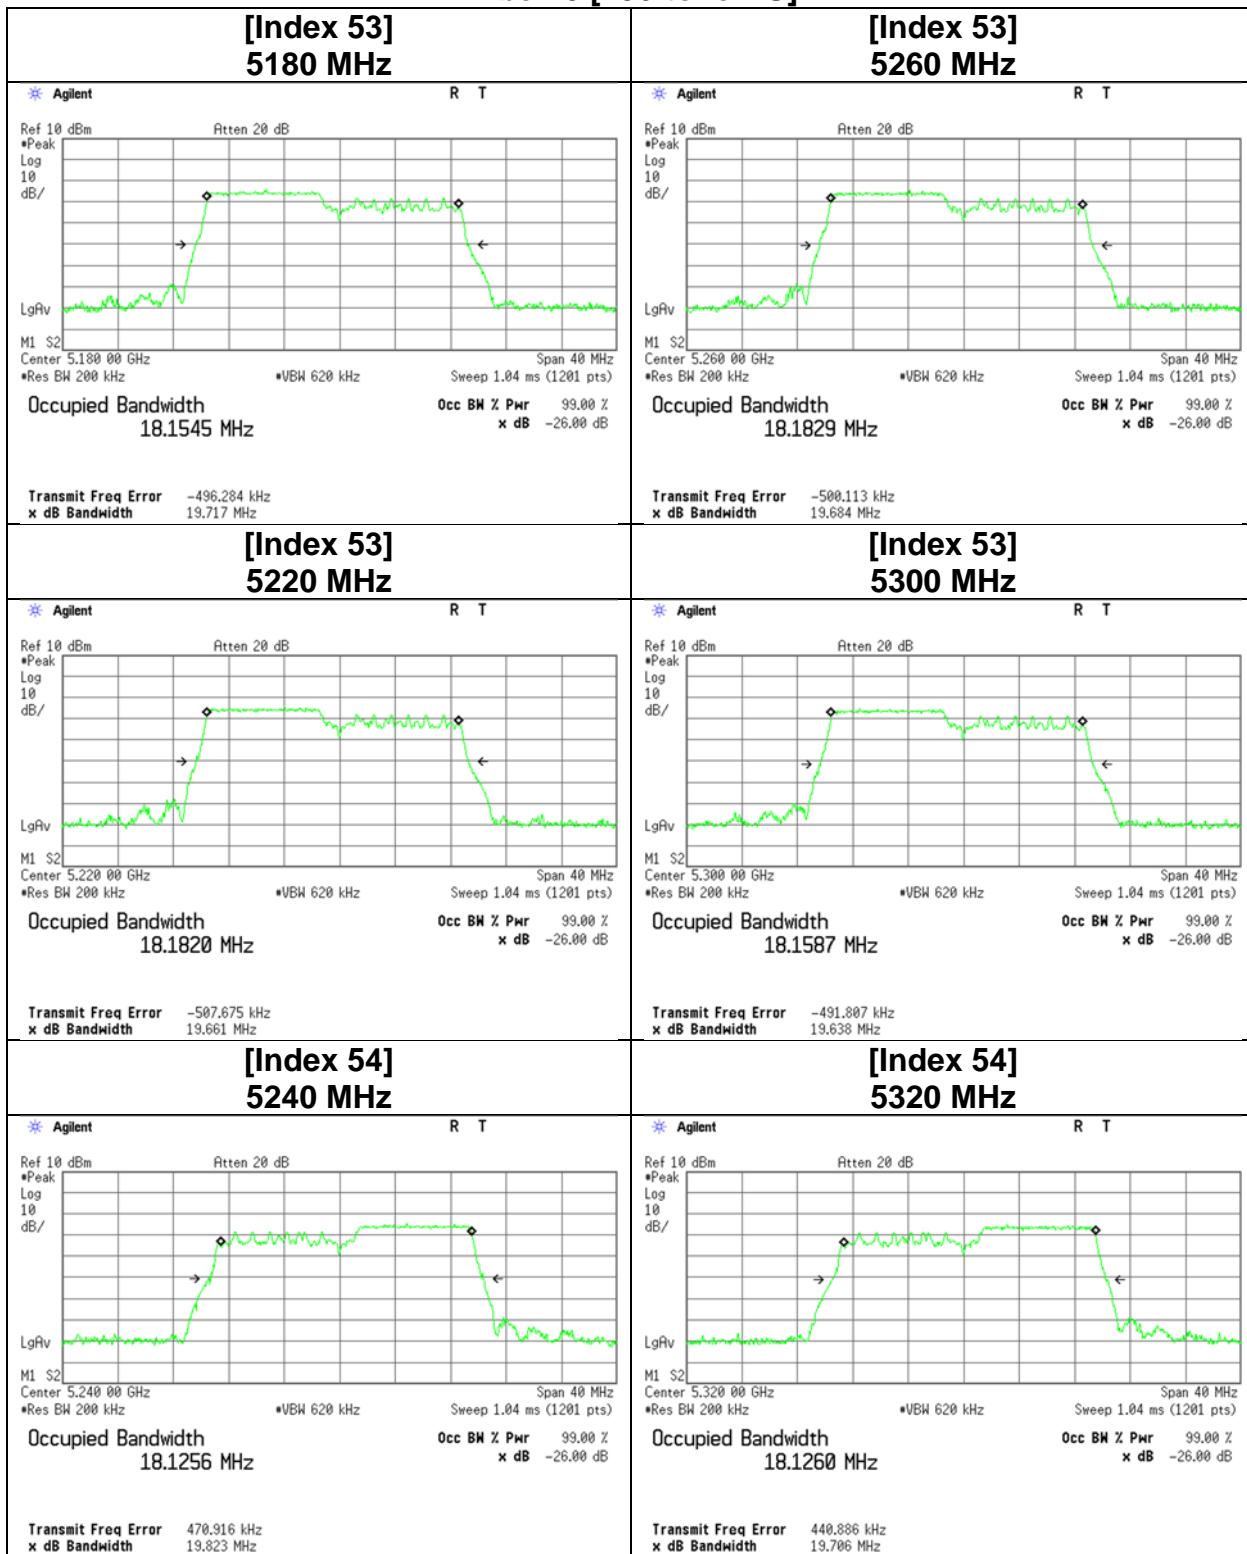 [Index 53]
5180 MHz
Agilent R T
Ref 10 dBm Atten 20 dB
#Peak
Log
10
dB/
LgAv
M1 S2
Center 5.180 00 GHz Span 40 MHz
#Res BW 200 kHz #VBW 620 kHz Sweep 1.04 ms (1201 pts)
Occupied Bandwidth Occ BW % Pwr 99.00 %
18.1545 MHz x dB -26.00 dB
Transmit Freq Error -496.284 kHz
x dB Bandwidth 19.717 MHz
[Index 53]
5260 MHz
Agilent R T
Ref 10 dBm Atten 20 dB
#Peak
Log
10
dB/
LgAv
M1 S2
Center 5.260 00 GHz Span 40 MHz
#Res BW 200 kHz #VBW 620 kHz Sweep 1.04 ms (1201 pts)
Occupied Bandwidth Occ BW % Pwr 99.00 %
18.1829 MHz x dB -26.00 dB
Transmit Freq Error -500.113 kHz
x dB Bandwidth 19.684 MHz
[Index 53]
5220 MHz
Agilent R T
Ref 10 dBm Atten 20 dB
#Peak
Log
10
dB/
LgAv
M1 S2
Center 5.220 00 GHz Span 40 MHz
#Res BW 200 kHz #VBW 620 kHz Sweep 1.04 ms (1201 pts)
Occupied Bandwidth Occ BW % Pwr 99.00 %
18.1820 MHz x dB -26.00 dB
Transmit Freq Error -507.675 kHz
x dB Bandwidth 19.661 MHz
[Index 53]
5300 MHz
Agilent R T
Ref 10 dBm Atten 20 dB
#Peak
Log
10
dB/
LgAv
M1 S2
Center 5.300 00 GHz Span 40 MHz
#Res BW 200 kHz #VBW 620 kHz Sweep 1.04 ms (1201 pts)
Occupied Bandwidth Occ BW % Pwr 99.00 %
18.1587 MHz x dB -26.00 dB
Transmit Freq Error -491.807 kHz
x dB Bandwidth 19.638 MHz
[Index 54]
5240 MHz
Agilent R T
Ref 10 dBm Atten 20 dB
#Peak
Log
10
dB/
LgAv
M1 S2
Center 5.240 00 GHz Span 40 MHz
#Res BW 200 kHz #VBW 620 kHz Sweep 1.04 ms (1201 pts)
Occupied Bandwidth Occ BW % Pwr 99.00 %
18.1256 MHz x dB -26.00 dB
Transmit Freq Error 470.916 kHz
x dB Bandwidth 19.823 MHz
[Index 54]
5320 MHz
Agilent R T
Ref 10 dBm Atten 20 dB
#Peak
Log
10
dB/
LgAv
M1 S2
Center 5.320 00 GHz Span 40 MHz
#Res BW 200 kHz #VBW 620 kHz Sweep 1.04 ms (1201 pts)
Occupied Bandwidth Occ BW % Pwr 99.00 %
18.1260 MHz x dB -26.00 dB
Transmit Freq Error 440.886 kHz
x dB Bandwidth 19.706 MHz